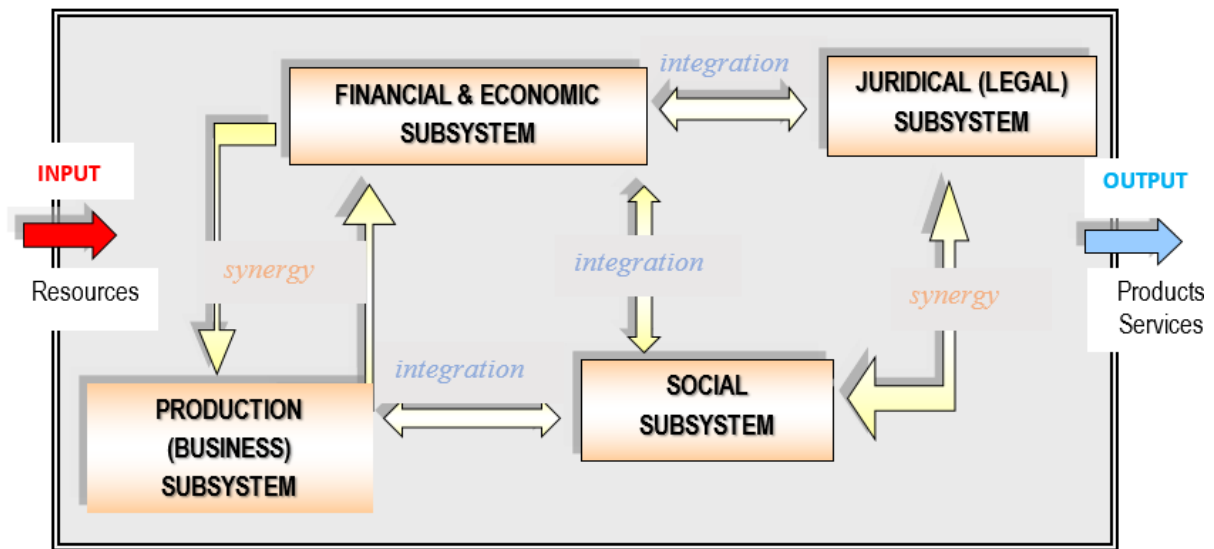 integration
FINANCIAL & ECONOMIC
SUBSYSTEM
JURIDICAL (LEGAL)
SUBSYSTEM
INPUT
Resources
OUTPUT
Products
Services
synergy
integration
synergy
integration
PRODUCTION
(BUSINESS)
SUBSYSTEM
SOCIAL
SUBSYSTEM